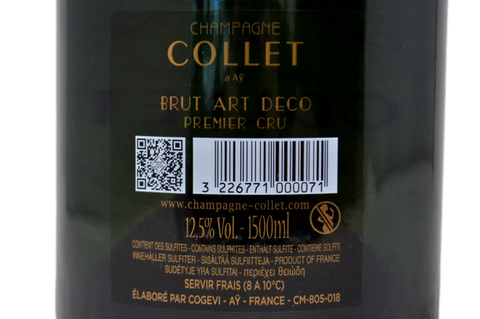 CHAMPAGNE
COLLET
à AŸ
BRUT ART DECO
PREMIER CRU
3 226771 000071
www.champagne-collet.com
12,5% Vol. - 1500ml
CONTIENT DES SULFITES - CONTAINS SULPHITES - ENTHÄLT SULFITE - CONTIENE SOLFITI
INNEHÅLLER SULFITER - SISÄLTÄÄ SULFIITTEJA - PRODUCT OF FRANCE
SUDĖTYJE YRA SULFITAI - περιέχει θειώδη
SERVIR FRAIS (8 A 10°C)
ÉLABORÉ PAR COGEVI - AŸ - FRANCE - CM-805-018